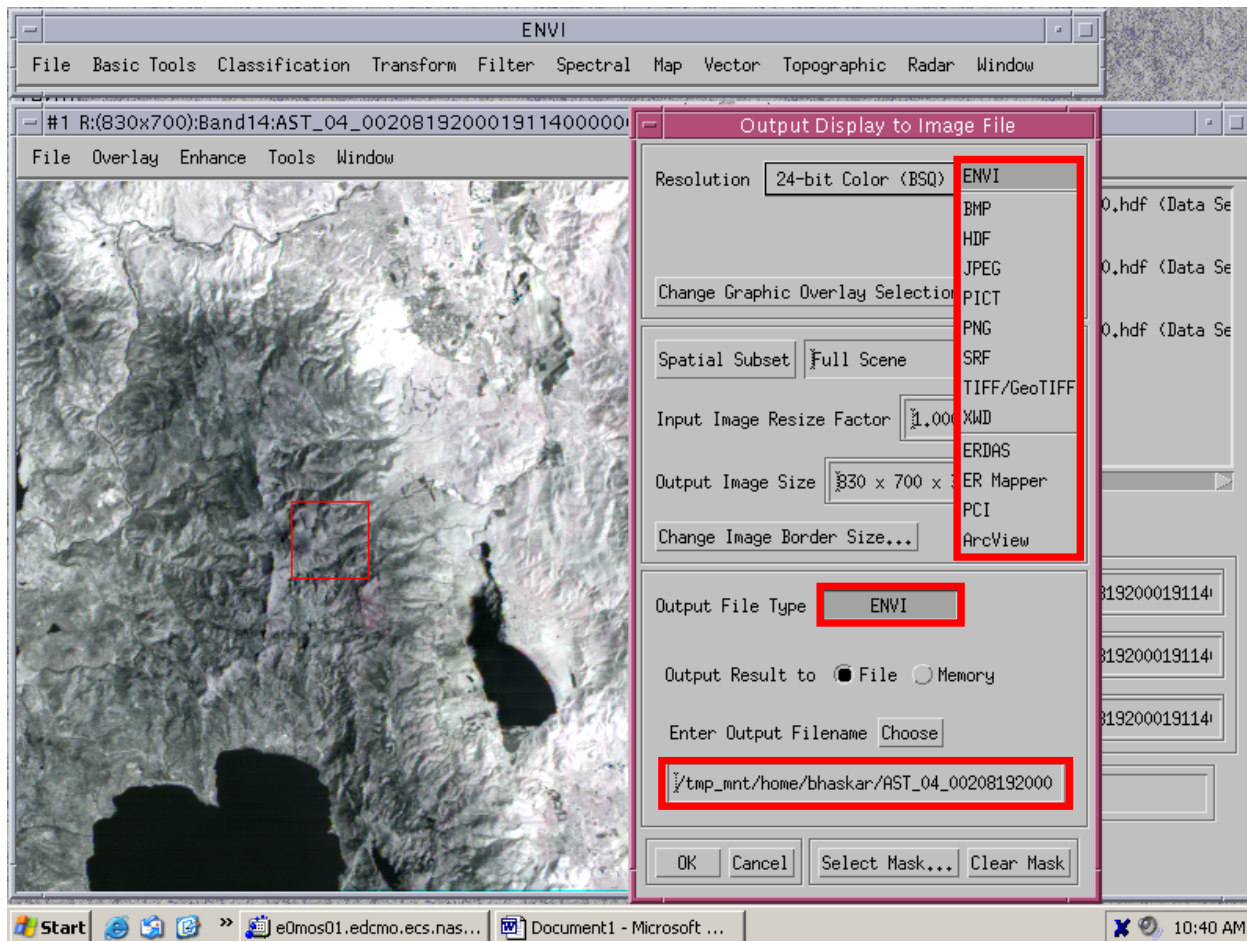 ENVI
File Basic Tools Classification Transform Filter Spectral Map Vector Topographic Radar Window
#1 R:(830x700):Band14:AST_04_0020819200019114000000
File Overlay Enhance Tools Window
Output Display to Image File
Resolution 24-bit Color (BSQ)
Change Graphic Overlay Selection
Spatial Subset Full Scene
Input Image Resize Factor 1.000
Output Image Size 830 x 700 x
Change Image Border Size...
ENVI
BMP
HDF
JPEG
PICT
PNG
SRF
TIFF/GeoTIFF
XWD
ERDAS
ER Mapper
PCI
ArcView
Output File Type ENVI
Output Result to File Memory
Enter Output Filename Choose
/tmp_mnt/home/bhaskar/AST_04_00208192000
OK Cancel Select Mask... Clear Mask
0.hdf (Data Se
0.hdf (Data Se
0.hdf (Data Se
819200019114
819200019114
819200019114
Start » e0mos01.edcmo.ecs.nas... Document1 - Microsoft ... 10:40 AM